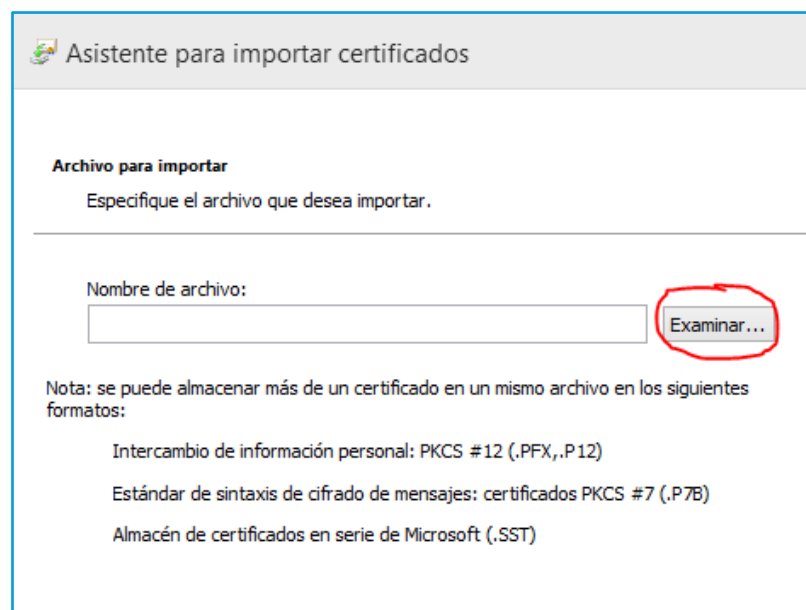 Asistente para importar certificados
Archivo para importar
Especifique el archivo que desea importar.
Nombre de archivo:
Examinar...
Nota: se puede almacenar más de un certificado en un mismo archivo en los siguientes
formatos:
Intercambio de información personal: PKCS #12 (.PFX,.P12)
Estándar de sintaxis de cifrado de mensajes: certificados PKCS #7 (.P7B)
Almacén de certificados en serie de Microsoft (.SST)